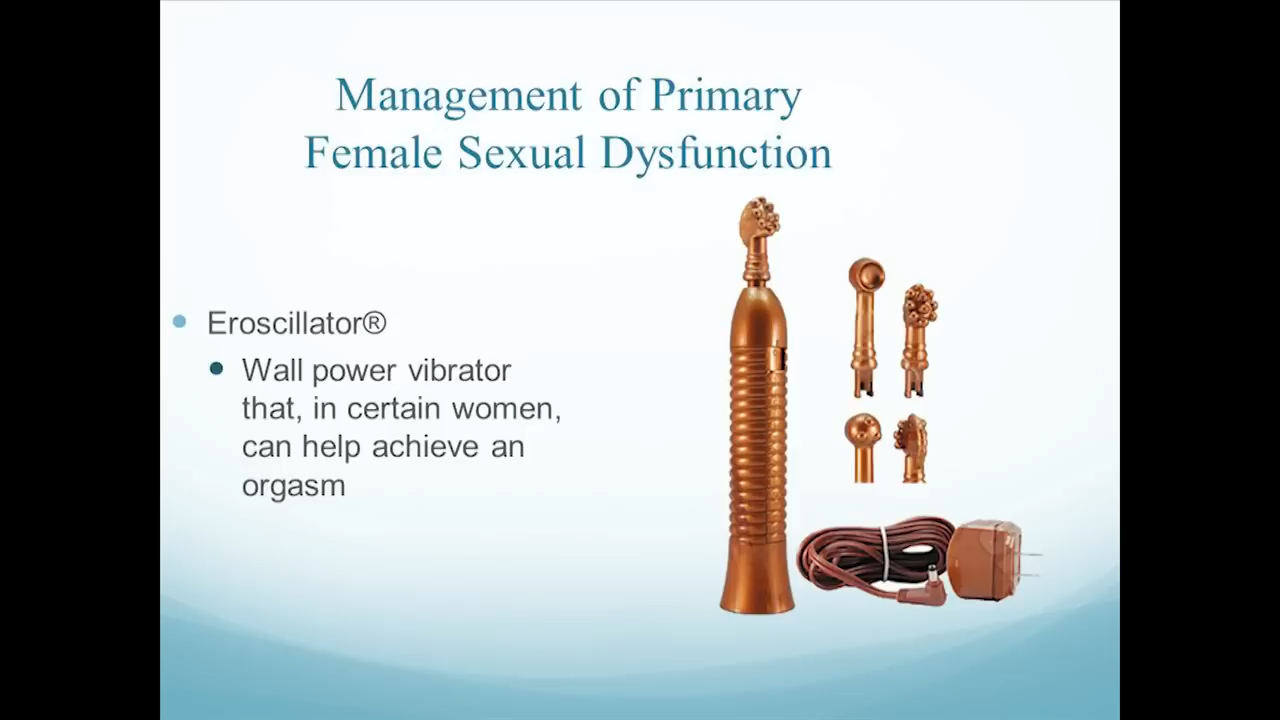 Management of Primary
Female Sexual Dysfunction
Eroscillator®
Wall power vibrator
that, in certain women,
can help achieve an
orgasm